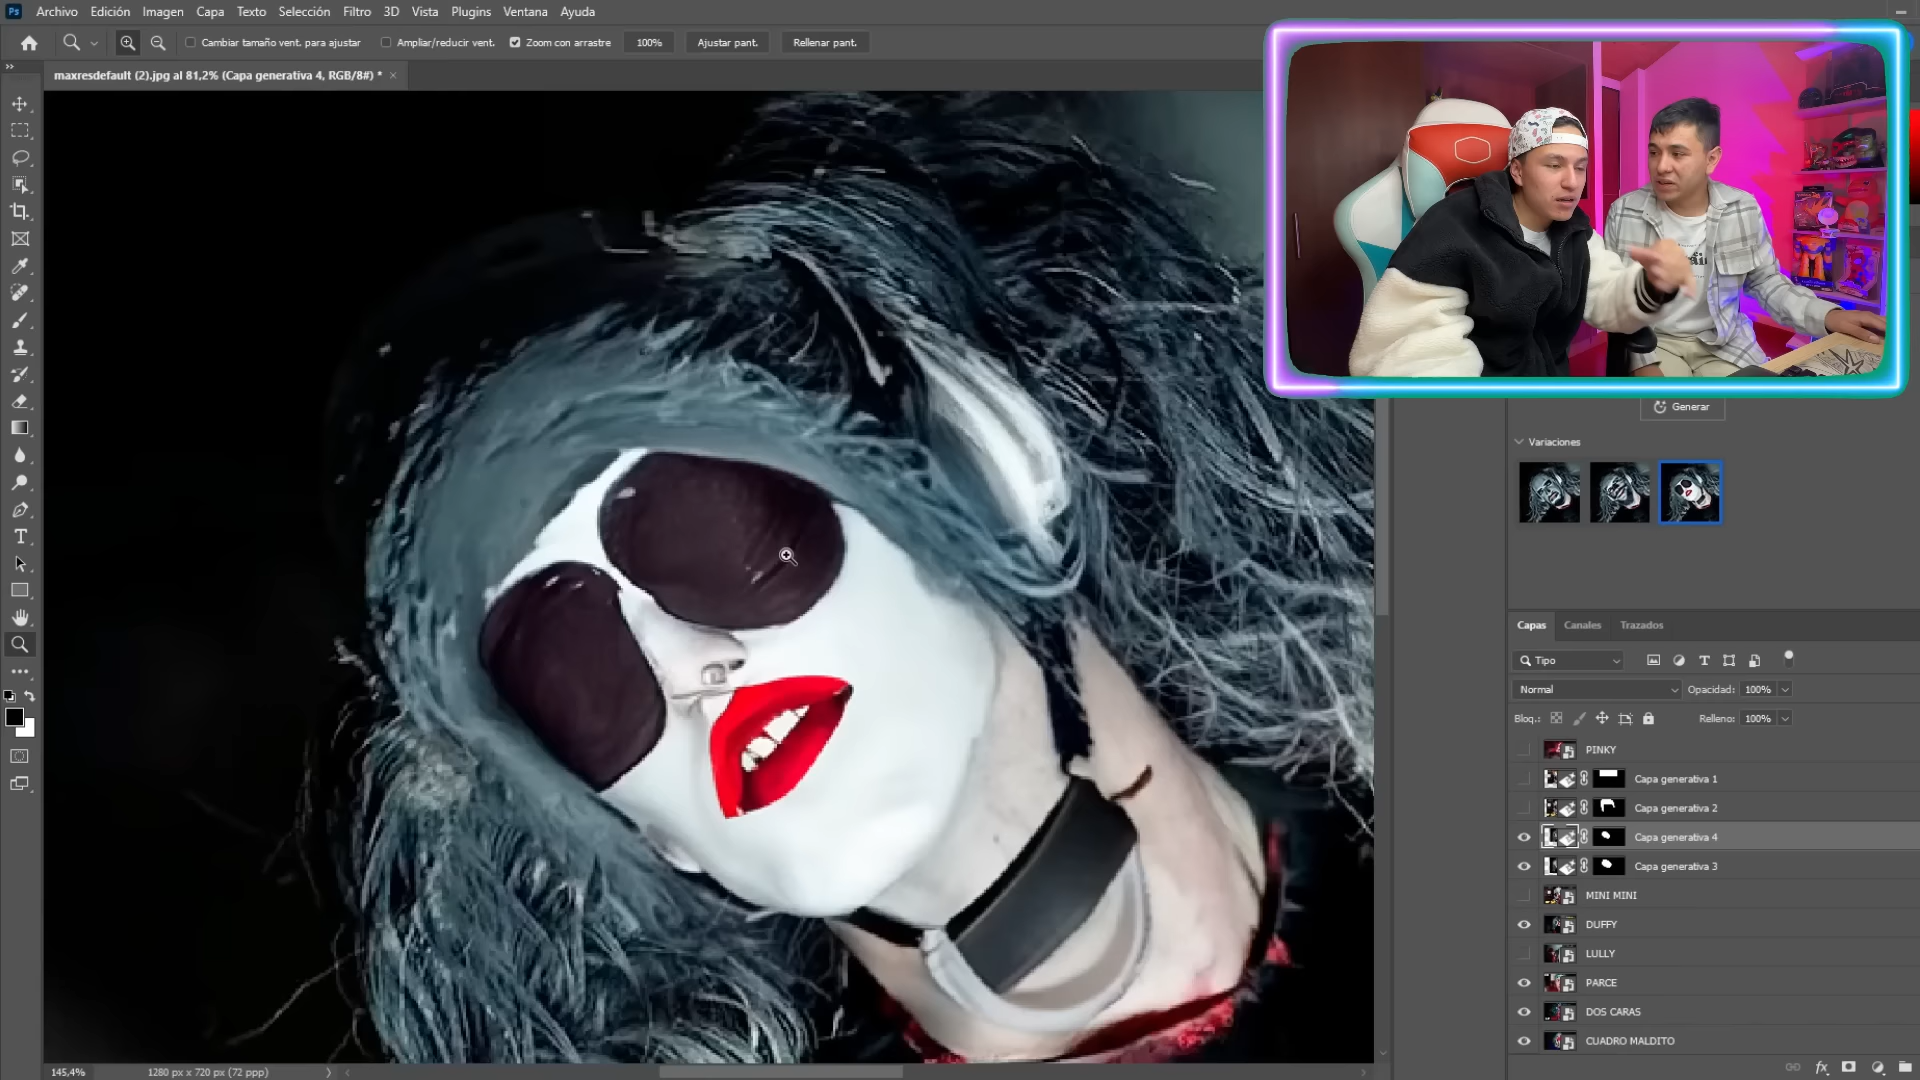 Ps Archivo Edición Imagen Capa Texto Selección Filtro 3D Vista Plugins Ventana Ayuda
Cambiar tamaño vent. para ajustar Ampliar/reducir vent. Zoom con arrastre 100% Ajustar pant. Rellenar pant.
maxresdefault (2).jpg al 81,2% (Capa generativa 4, RGB/8#) * ×
Generar
Variaciones
Capas Canales Trazados
Tipo
Normal Opacidad: 100%
Bloq.: Relleno: 100%
PINKY
Capa generativa 1
Capa generativa 2
Capa generativa 4
Capa generativa 3
MINI MINI
DUFFY
LULLY
PARCE
DOS CARAS
CUADRO MALDITO
145,4% 1280 px x 720 px (72 ppp)
fx